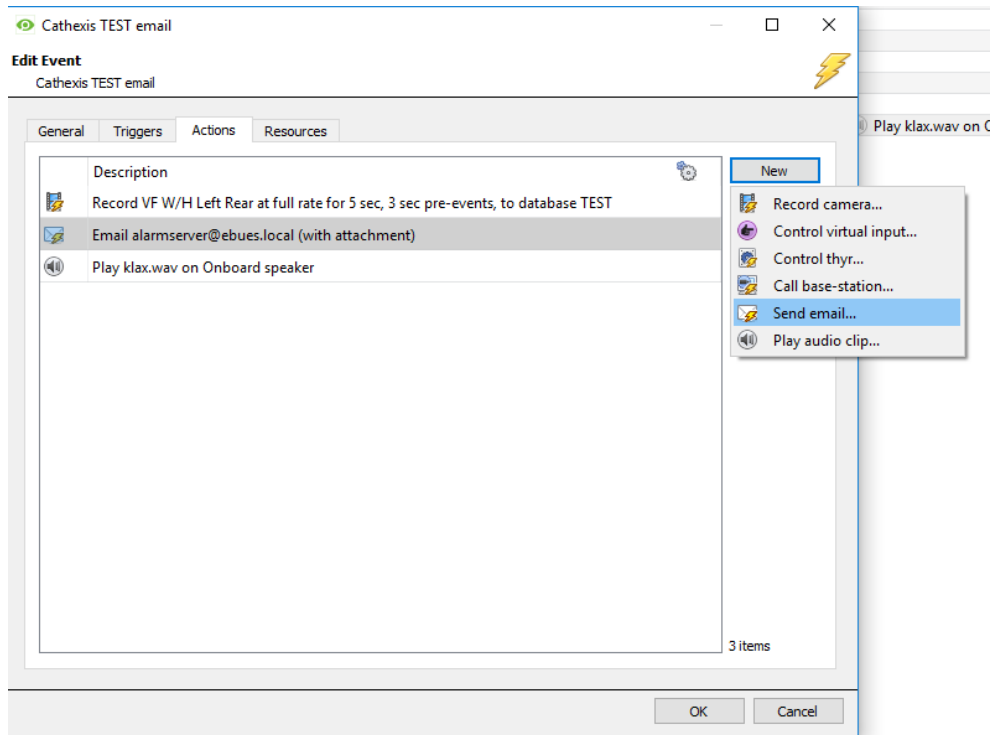 Cathexis TEST email
Edit Event
Cathexis TEST email
General Triggers Actions Resources
Play klax.wav on
Description
New
Record VF W/H Left Rear at full rate for 5 sec, 3 sec pre-events, to database TEST
Email alarmserver@ebues.local (with attachment)
Play klax.wav on Onboard speaker
Record camera...
Control virtual input...
Control thyr...
Call base-station...
Send email...
Play audio clip...
3 items
OK Cancel